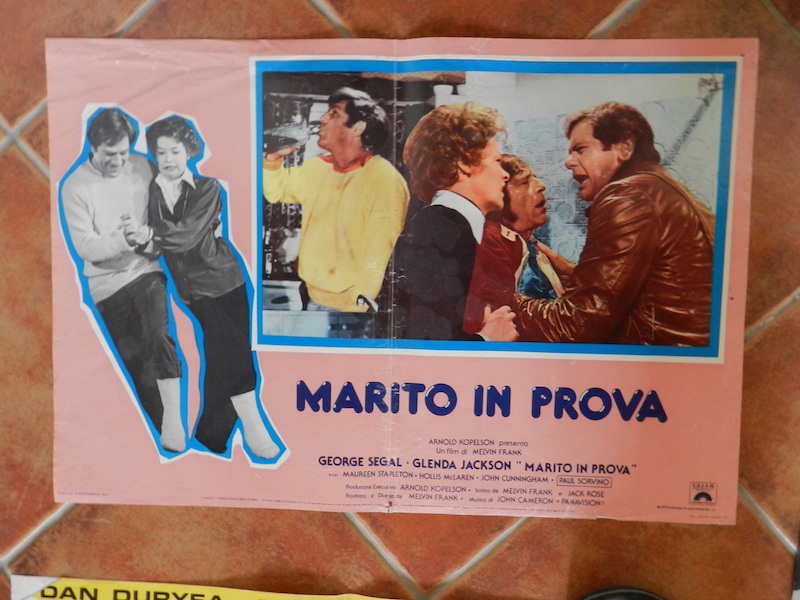 MARITO IN PROVA
ARNOLD KOPELSON presenta
Un film di MELVIN FRANK
GEORGE SEGAL · GLENDA JACKSON "MARITO IN PROVA"
con MAUREEN STAPLETON · HOLLIS McLAREN · JOHN CUNNINGHAM · PAUL SORVINO
Produttore Esecutivo ARNOLD KOPELSON · Scritto da MELVIN FRANK e JACK ROSE
Prodotto e Diretto da MELVIN FRANK · Musica di JOHN CAMERON · PANAVISION®
DAN DURYEA